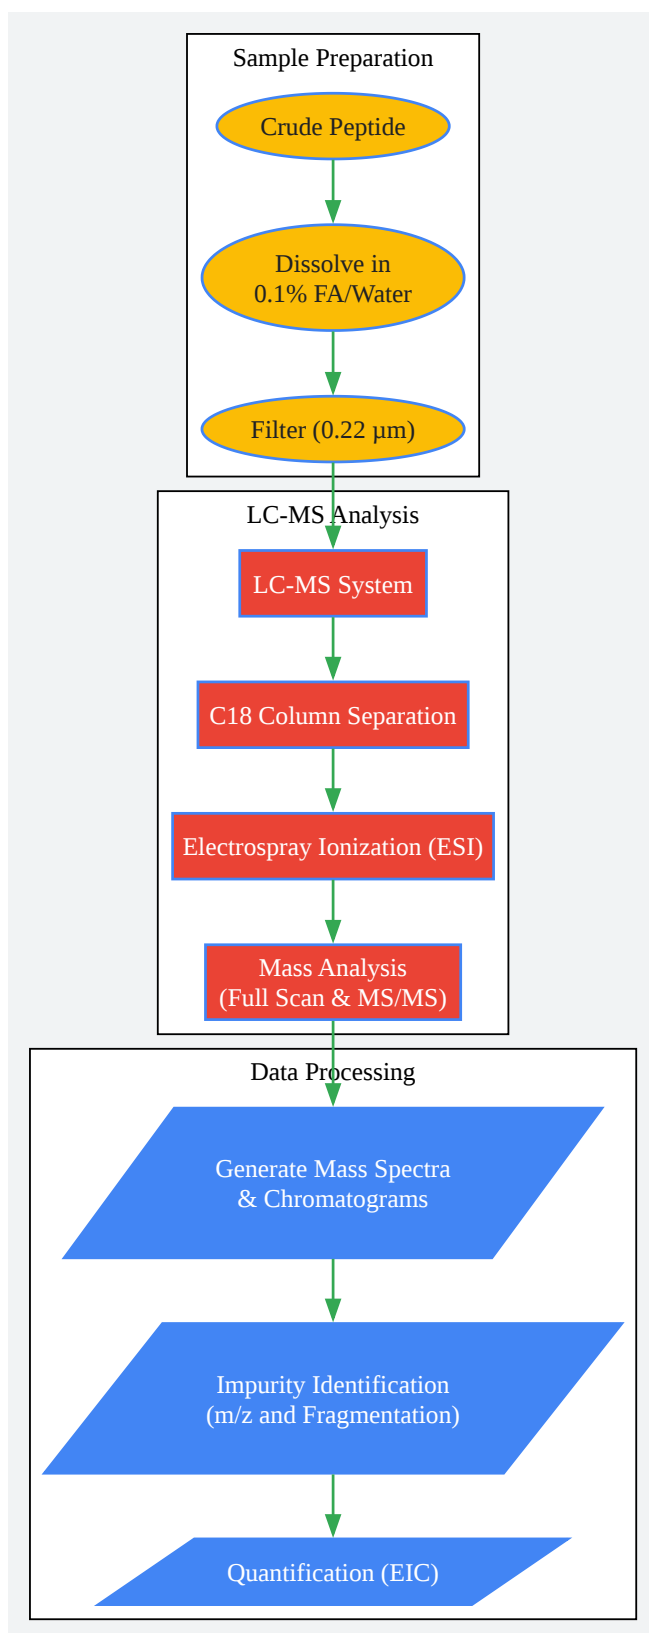 Sample Preparation
Crude Peptide
Dissolve in
0.1% FA/Water
Filter (0.22 µm)
LC-MS Analysis
LC-MS System
C18 Column Separation
Electrospray Ionization (ESI)
Mass Analysis
(Full Scan & MS/MS)
Data Processing
Generate Mass Spectra
& Chromatograms
Impurity Identification
(m/z and Fragmentation)
Quantification (EIC)